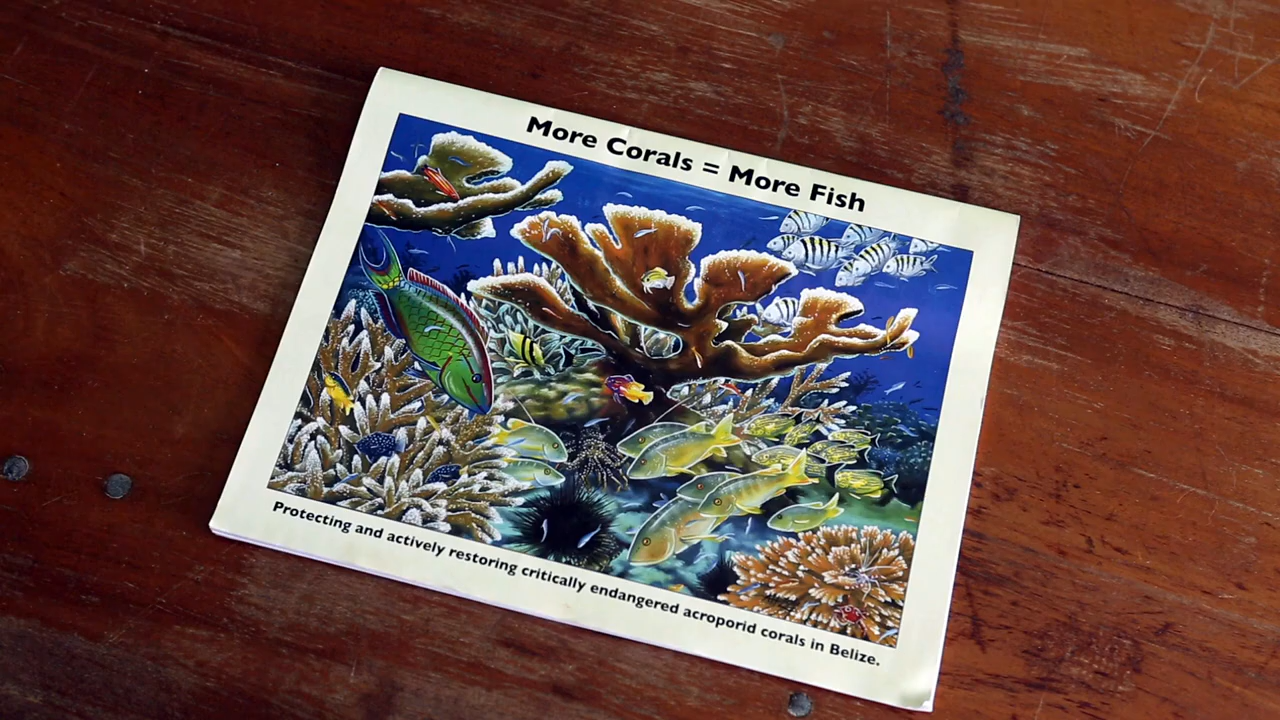 More Corals = More Fish
Protecting and actively restoring critically endangered acroporid corals in Belize.